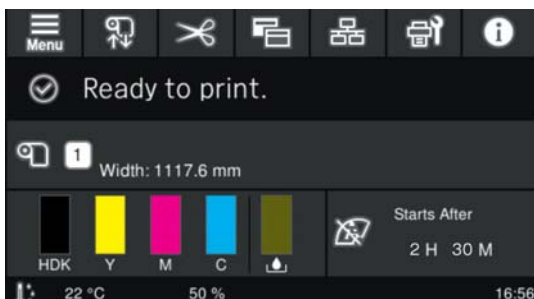 Menu
Ready to print.
1
Width: 1117.6 mm
HDK Y M C
Starts After
2 H 30 M
22 °C 50 % 16:56